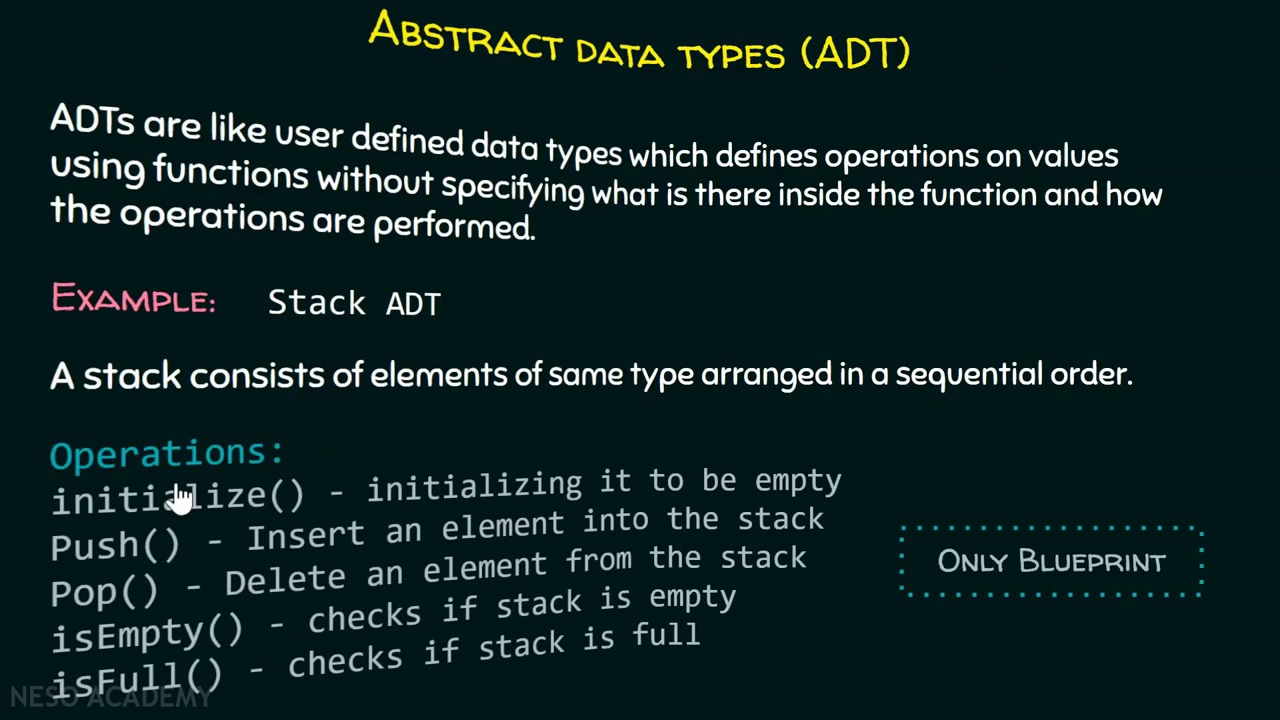 ABSTRACT DATA TYPES (ADT)
ADTs are like user defined data types which defines operations on values
using functions without specifying what is there inside the function and how
the operations are performed.
EXAMPLE: Stack ADT
A stack consists of elements of same type arranged in a sequential order.
Operations:
initialize() - initializing it to be empty
Push() - Insert an element into the stack
Pop() - Delete an element from the stack
isEmpty() - checks if stack is empty
isFull() - checks if stack is full
ONLY BLUEPRINT
NESO ACADEMY